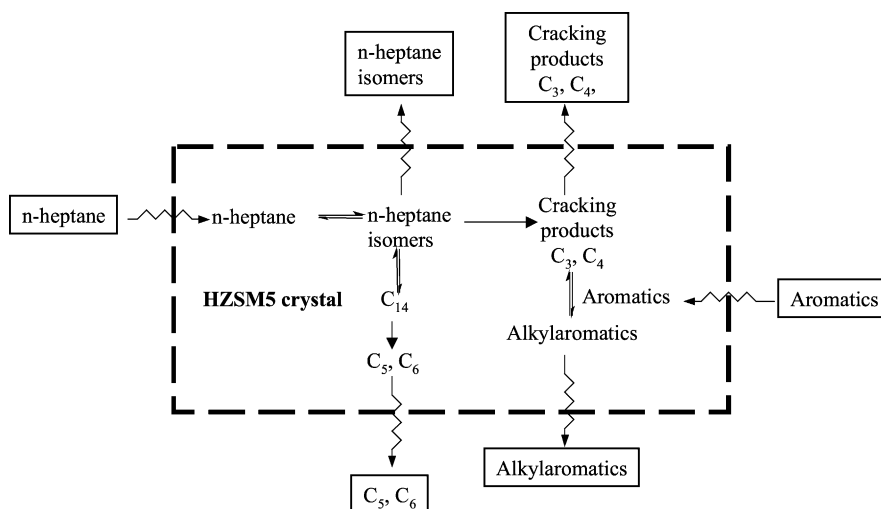 n-heptane
isomers
Cracking
products
C₃, C₄,
n-heptane
n-heptane
n-heptane
isomers
Cracking
products
C₃, C₄
HZSM5 crystal
C₁₄
Aromatics
Aromatics
Alkylaromatics
C₅, C₆
Alkylaromatics
C₅, C₆